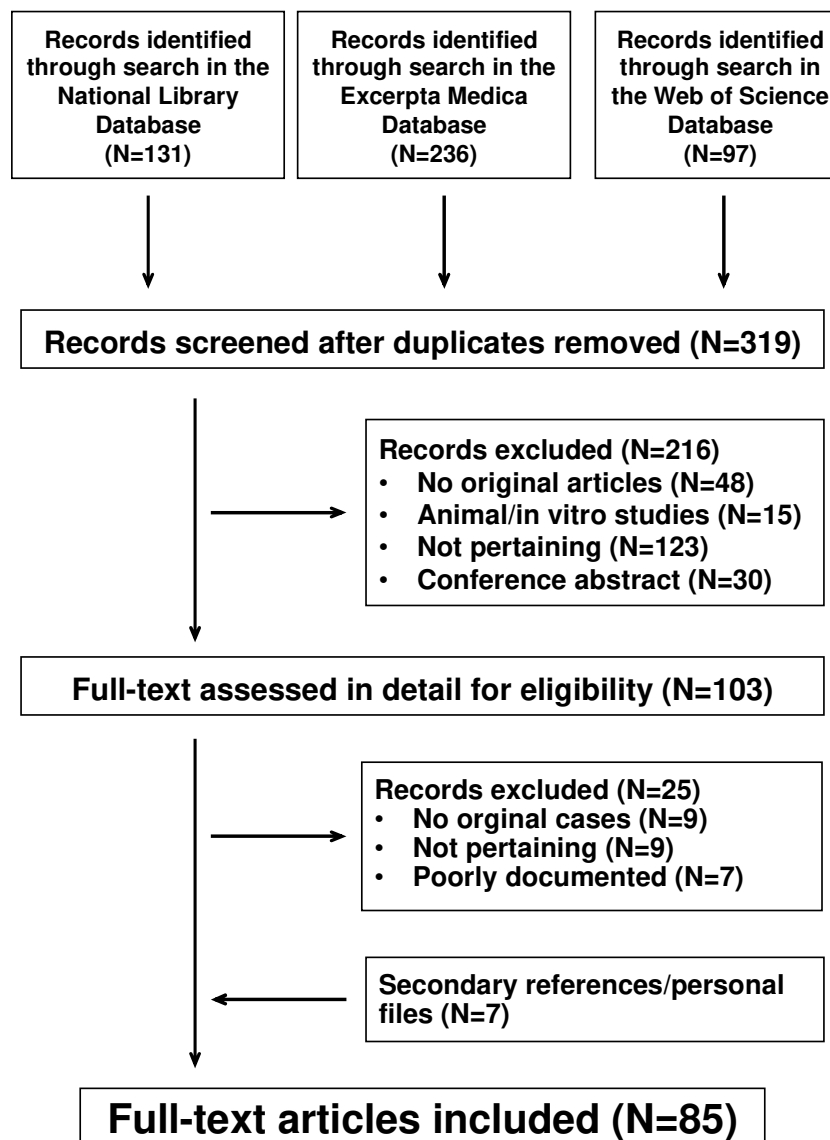 Records identified
through search in the
National Library
Database
(N=131)
Records identified
through search in the
Excerpta Medica
Database
(N=236)
Records identified
through search in
the Web of Science
Database
(N=97)
Records screened after duplicates removed (N=319)
Records excluded (N=216)
• No original articles (N=48)
• Animal/in vitro studies (N=15)
• Not pertaining (N=123)
• Conference abstract (N=30)
Full-text assessed in detail for eligibility (N=103)
Records excluded (N=25)
• No orginal cases (N=9)
• Not pertaining (N=9)
• Poorly documented (N=7)
Secondary references/personal
files (N=7)
Full-text articles included (N=85)